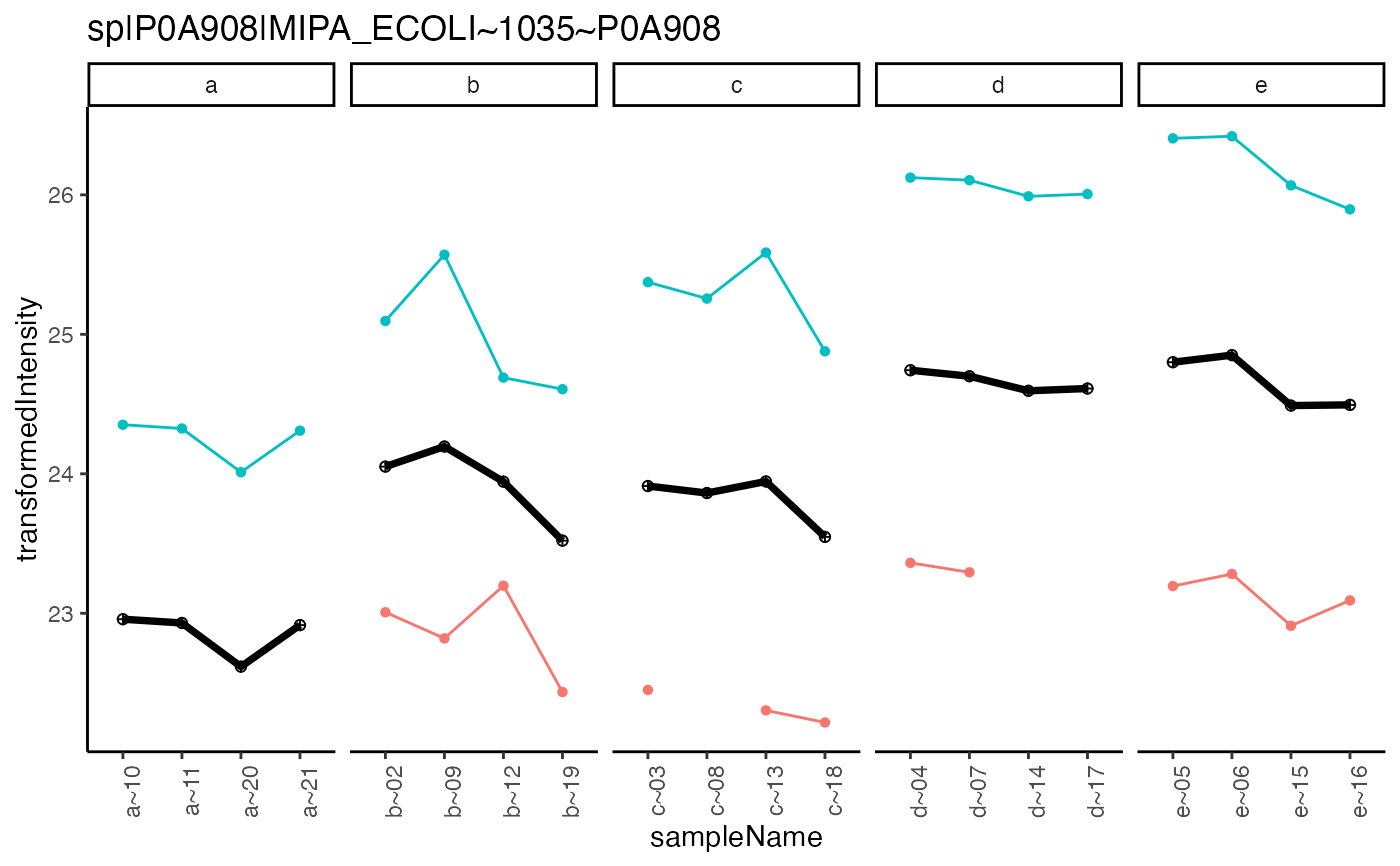 sp|P0A908|MIPA_ECOLI~1035~P0A908
a b c d e
transformedIntensity
26
25
24
23
a~10 a~11 a~20 a~21 b~02 b~09 b~12 b~19 c~03 c~08 c~13 c~18 d~04 d~07 d~14 d~17 e~05 e~06 e~15 e~16
sampleName